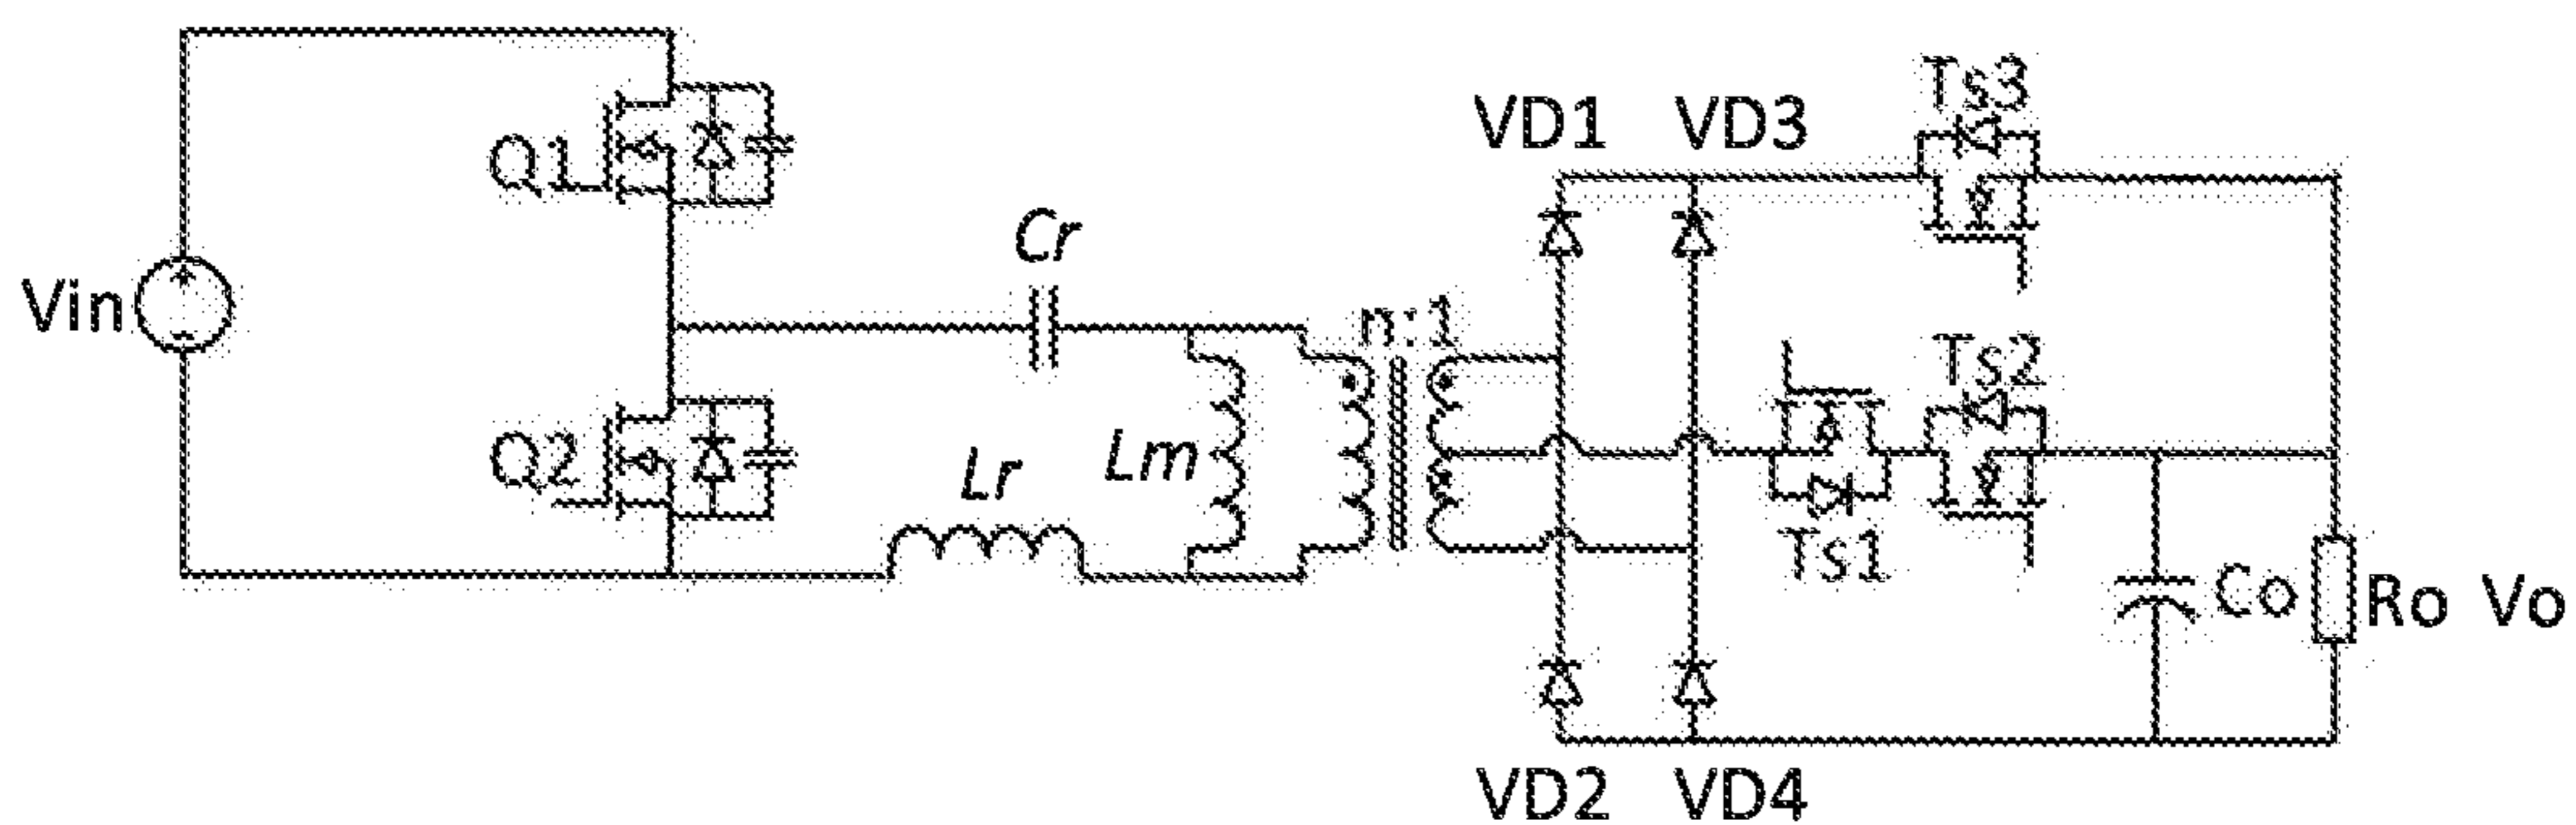 Ts3
VD1 VD3
Q1
Cr
Vin
n:1
Ts2
Q2
Lr
Lm
Ts1
Co
Ro Vo
VD2 VD4